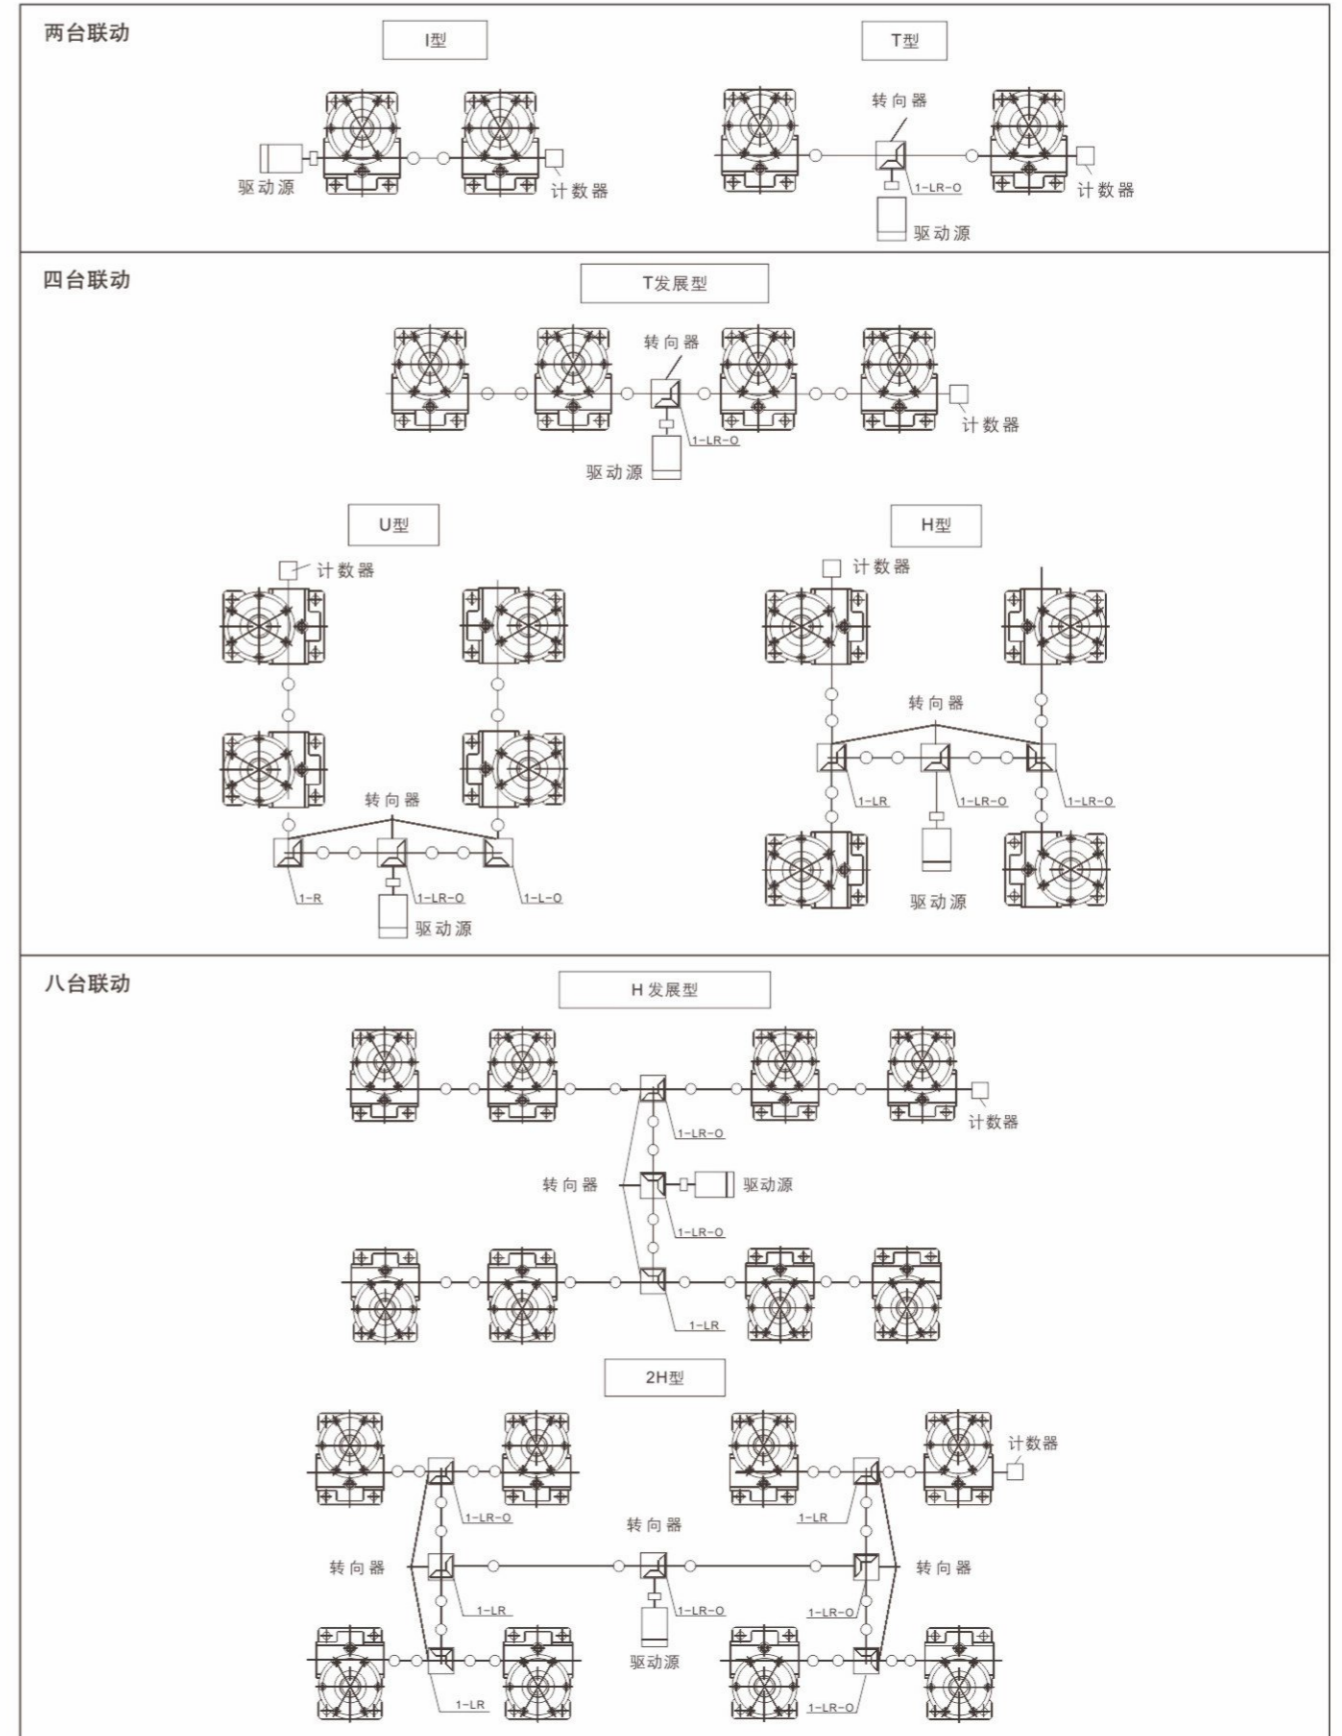 两台联动
I型
T型
转向器
驱动源
计数器
1-LR-O
计数器
驱动源
四台联动
T发展型
转向器
计数器
1-LR-O
驱动源
U型
H型
计数器
计数器
转向器
转向器
1-LR
1-LR-O
1-LR-O
1-R
1-LR-O
1-L-O
驱动源
驱动源
八台联动
H 发展型
计数器
1-LR-O
转向器
驱动源
1-LR-O
1-LR
2H型
计数器
1-LR-O
1-LR
转向器
转向器
转向器
1-LR
1-LR-O
1-LR-O
驱动源
1-LR
1-LR-O